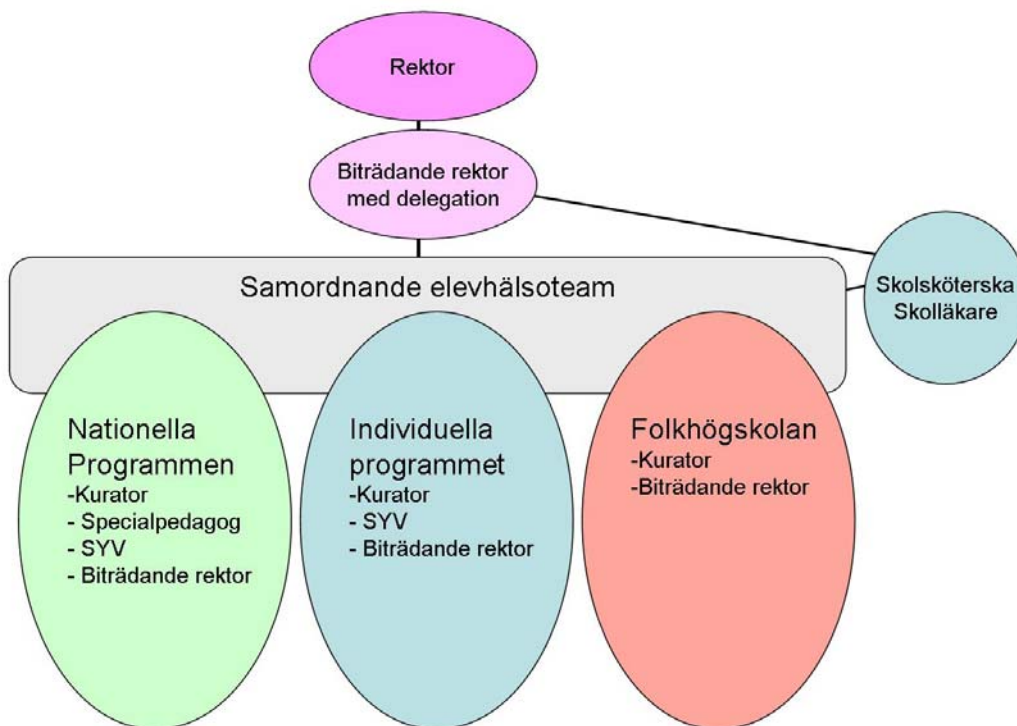 Rektor
Biträdande rektor
med delegation
Samordnande elevhälsoteam
Skolsköterska
Skolläkare
Nationella
Programmen
-Kurator
- Specialpedagog
- SYV
- Biträdande rektor
Individuella
programmet
-Kurator
- SYV
- Biträdande rektor
Folkhögskolan
-Kurator
-Biträdande rektor